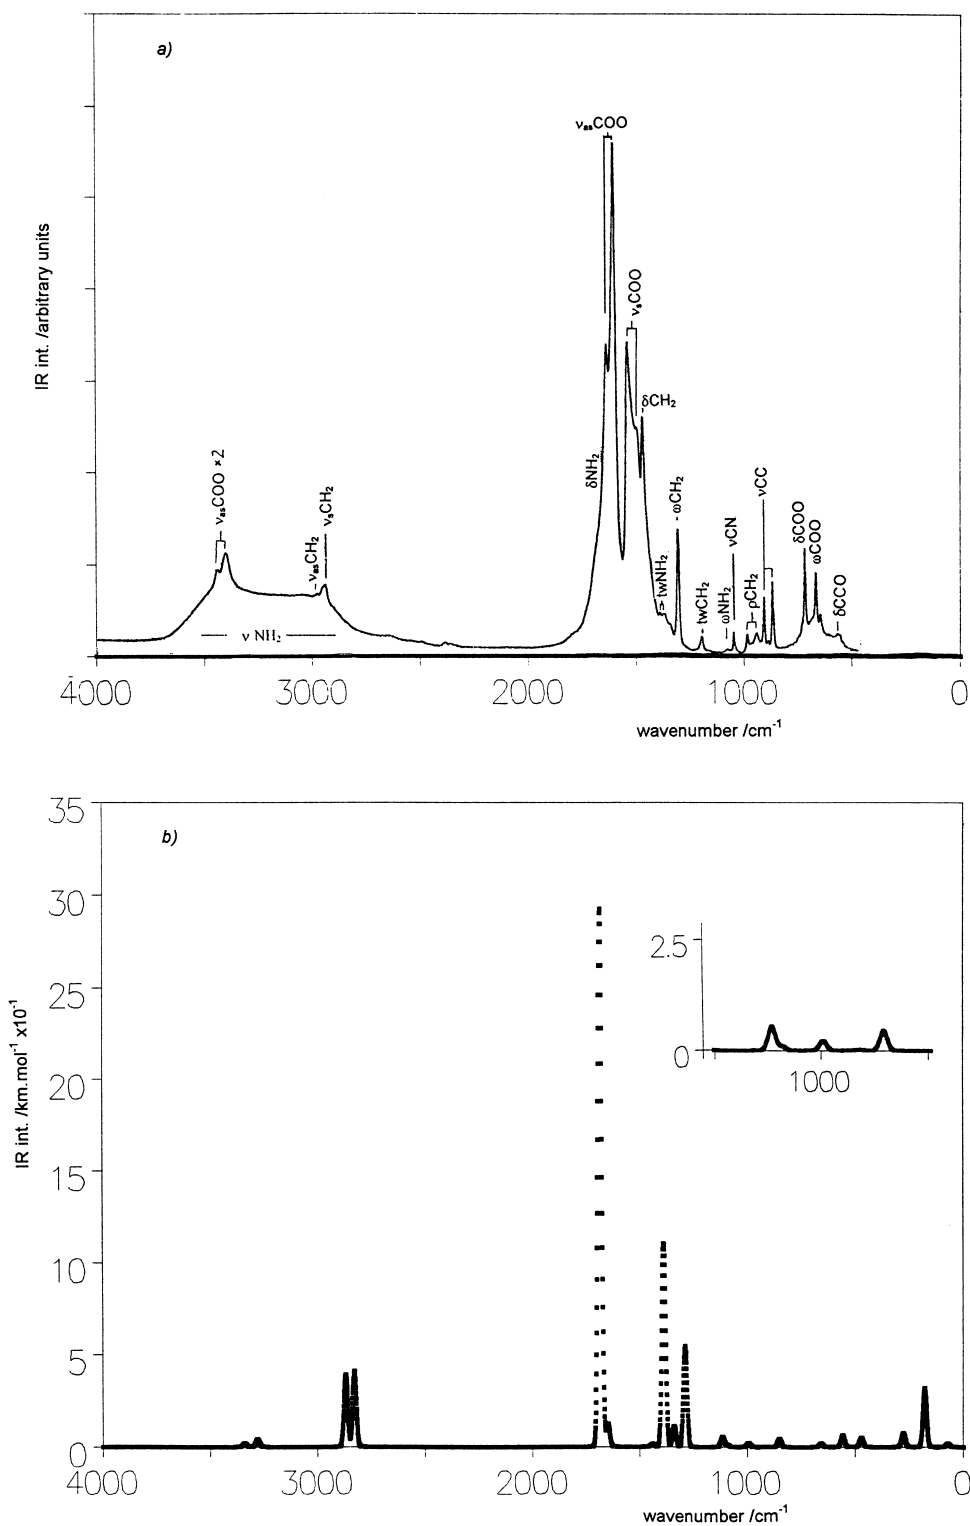 a)
IR int. /arbitrary units
νasCOO
νsCOO
δCH₂
δNH₂
νasCOO ×2
νasCH₂
νsCH₂
ν NH₂
twNH₂
ωCH₂
twCH₂
ωNH₂
νCN
ρCH₂
νCC
δCOO
ωCOO
δCCO
4000 3000 2000 1000 0
wavenumber /cm⁻¹
b)
IR int. /km.mol⁻¹ x10⁻¹
35
30
25
20
15
10
5
0
2.5
0
1000
4000 3000 2000 1000 0
wavenumber /cm⁻¹